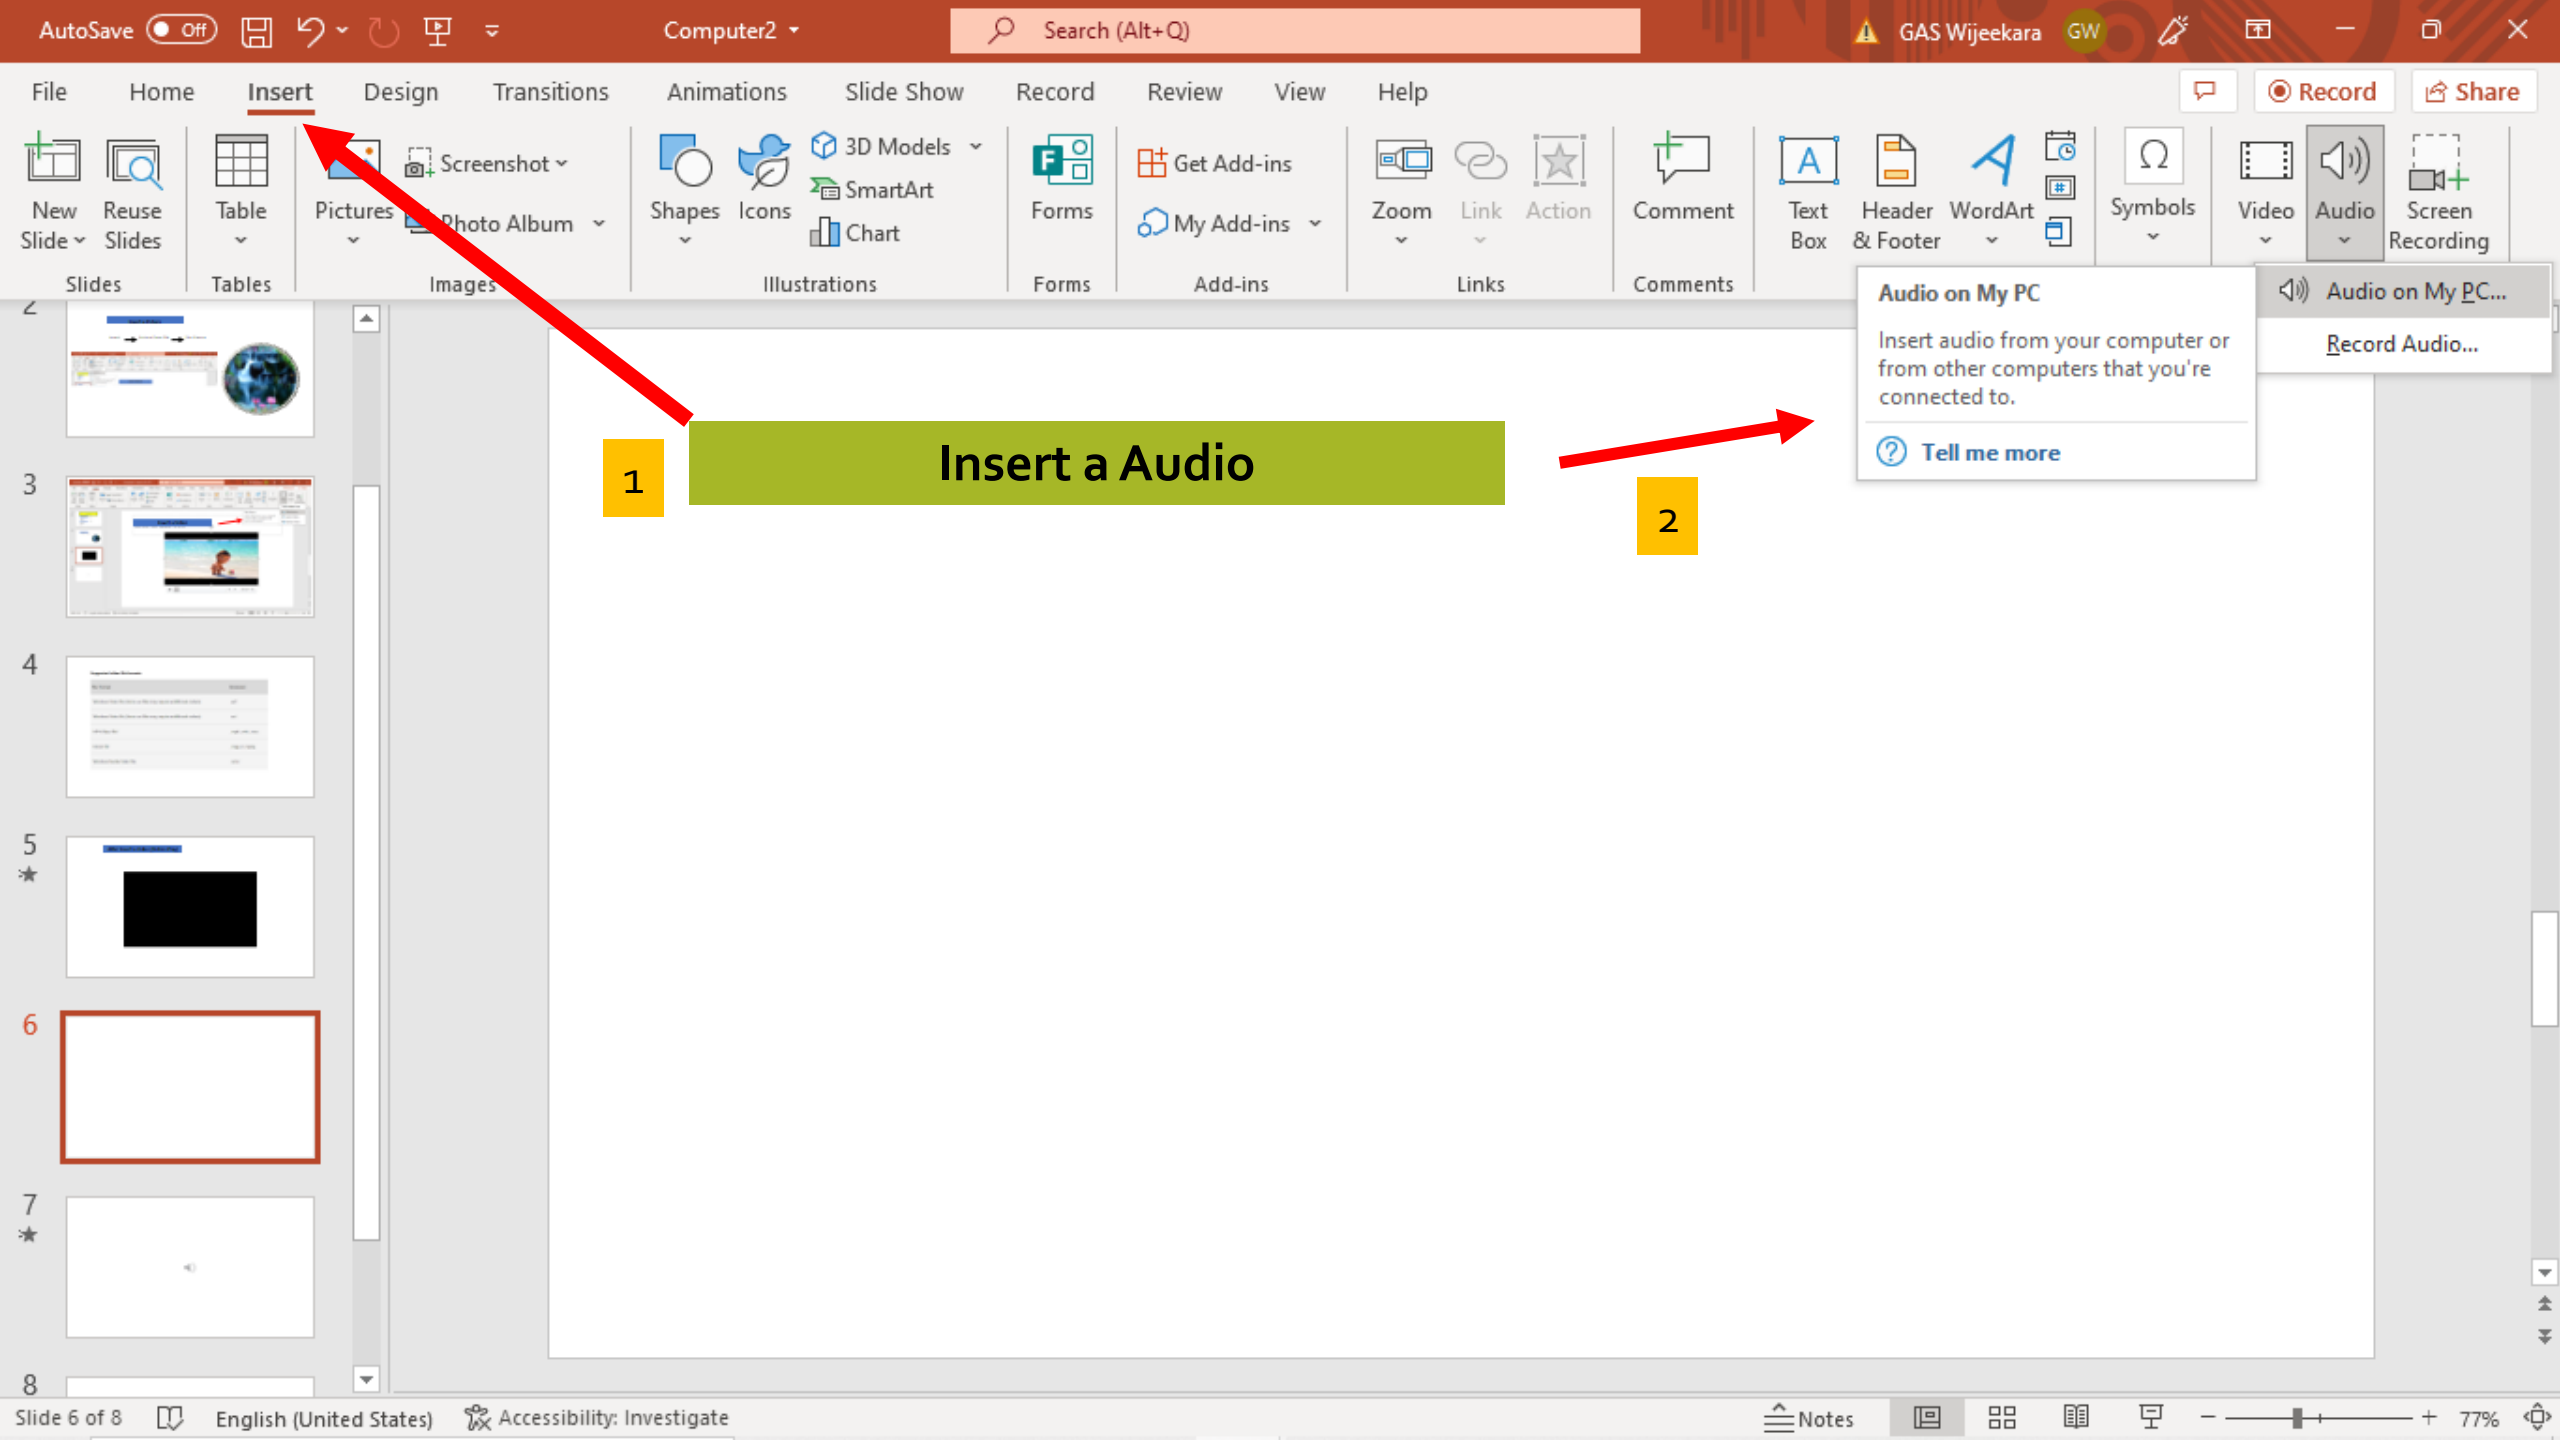 AutoSave Off Computer2 Search (Alt+Q) GAS Wijeekara GW
File Home Insert Design Transitions Animations Slide Show Record Review View Help Record Share
New Slide
Reuse Slides
Table
Pictures
Screenshot
Photo Album
Shapes
Icons
3D Models
SmartArt
Chart
Forms
Get Add-ins
My Add-ins
Zoom
Link
Action
Comment
Text Box
Header & Footer
WordArt
Symbols
Video
Audio
Screen Recording
Slides Tables Images Illustrations Forms Add-ins Links Comments
Audio on My PC
Insert audio from your computer or
from other computers that you're
connected to.
Tell me more
Audio on My PC...
Record Audio...
1
Insert a Audio
2
2
3
4
5
6
7
8
Slide 6 of 8 English (United States) Accessibility: Investigate Notes 77%